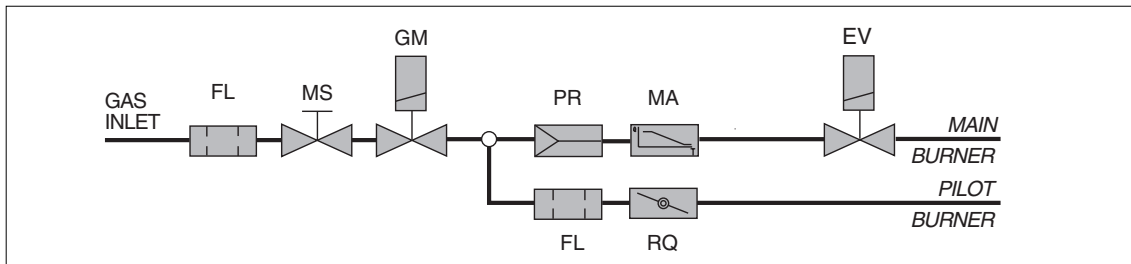 GM
EV
FL
MS
PR
MA
GAS
INLET
MAIN
BURNER
PILOT
BURNER
FL
RQ